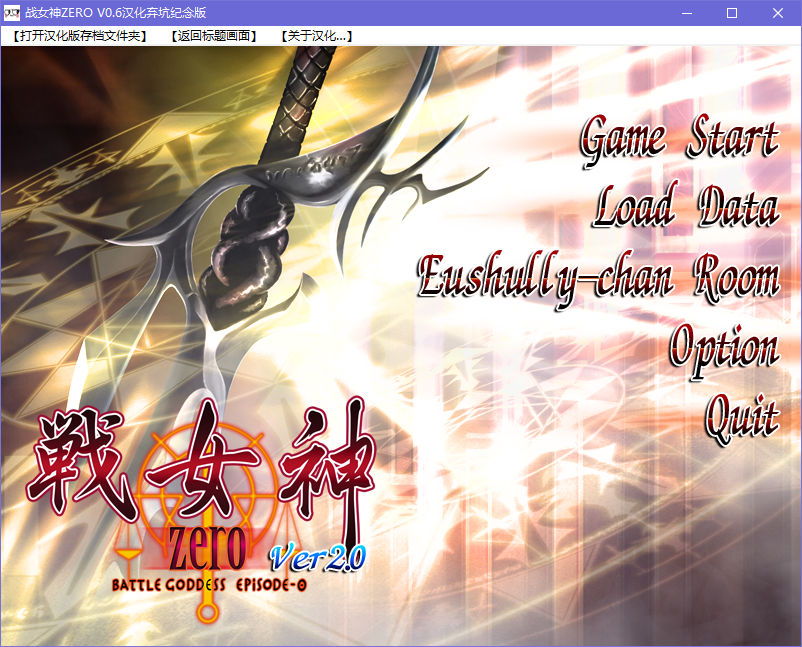 战女神ZERO V0.6汉化弃坑纪念版
【打开汉化版存档文件夹】 【返回标题画面】 【关于汉化...】
Game Start
Load Data
Eushully-chan Room
Option
Quit
戦女神
zero Ver2.0
BATTLE GODDESS EPISODE-0